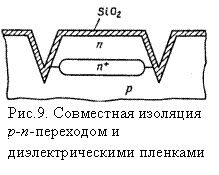 SiO₂
n
n⁺
p
Рис.9. Совместная изоляция
p-n-переходом и
диэлектрическими пленками